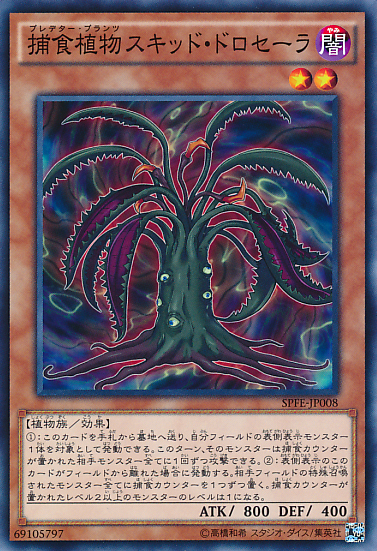 プレデター・プランツ
捕食植物スキッド・ドロセーラ
やみ
闇
SPFE-JP008
【植物族/効果】
①:このカードを手札から墓地へ送り、自分フィールドの表側表示モンスター
1体を対象として発動できる。このターン、そのモンスターは捕食カウンター
が置かれた相手モンスター全てに1回ずつ攻撃できる。②:表側表示のこの
カードがフィールドから離れた場合に発動する。相手フィールドの特殊召喚
されたモンスター全てに捕食カウンターを1つずつ置く。捕食カウンターが
置かれたレベル2以上のモンスターのレベルは1になる。
ATK/ 800 DEF/ 400
69105797
©高橋和希 スタジオ・ダイス/集英社